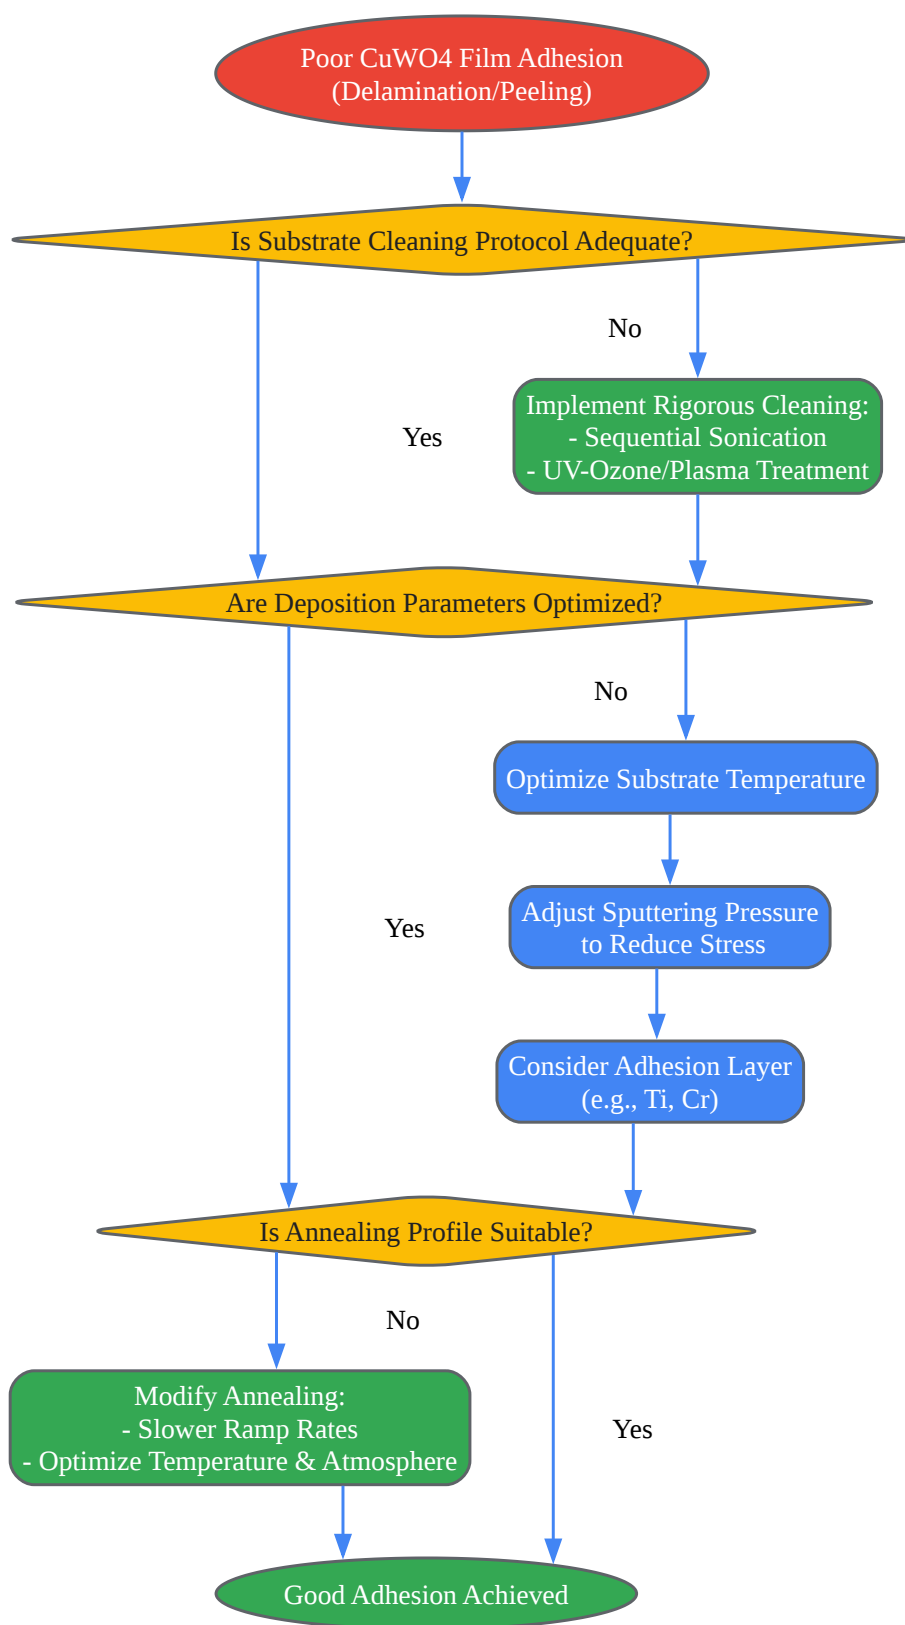 Poor CuWO4 Film Adhesion
(Delamination/Peeling)
Is Substrate Cleaning Protocol Adequate?
No
Implement Rigorous Cleaning:
- Sequential Sonication
- UV-Ozone/Plasma Treatment
Yes
Are Deposition Parameters Optimized?
No
Optimize Substrate Temperature
Adjust Sputtering Pressure
to Reduce Stress
Yes
Consider Adhesion Layer
(e.g., Ti, Cr)
Is Annealing Profile Suitable?
No
Modify Annealing:
- Slower Ramp Rates
- Optimize Temperature & Atmosphere
Yes
Good Adhesion Achieved